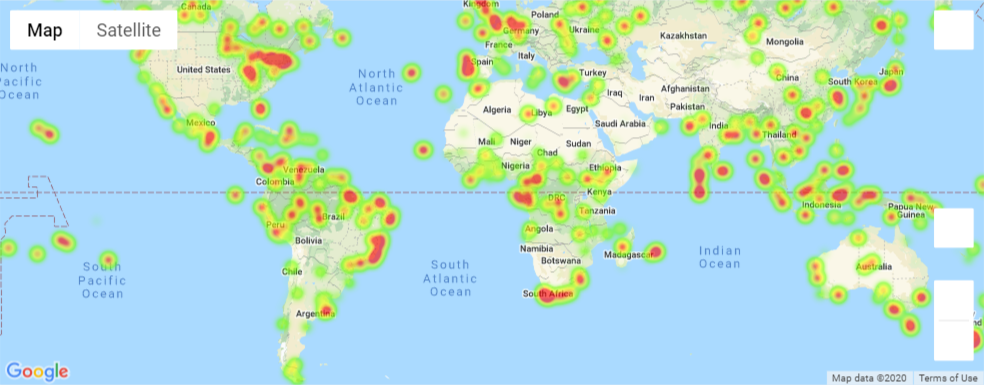 Canada
Kingdom
Poland
Map
Satellite
Germany
Ukraine
Kazakhstan
Mongolia
France
Italy
Spain
United States
North
Pacific
Ocean
North
Atlantic
Ocean
Turkey
China
Japan
South Korea
Iraq
Iran
Afghanistan
Pakistan
Algeria
Libya
Egypt
Saudi Arabia
India
Mexico
Thailand
Mali
Niger
Chad
Sudan
Nigeria
Ethiopia
Venezuela
Colombia
DRC
Kenya
Indonesia
Papua New
Guinea
Brazil
Peru
Tanzania
Angola
Bolivia
Namibia
Botswana
Madagascar
Indian
Ocean
South
Pacific
Ocean
Chile
South
Atlantic
Ocean
Australia
South Africa
Argentina
nd
Google
Map data ©2020
Terms of Use